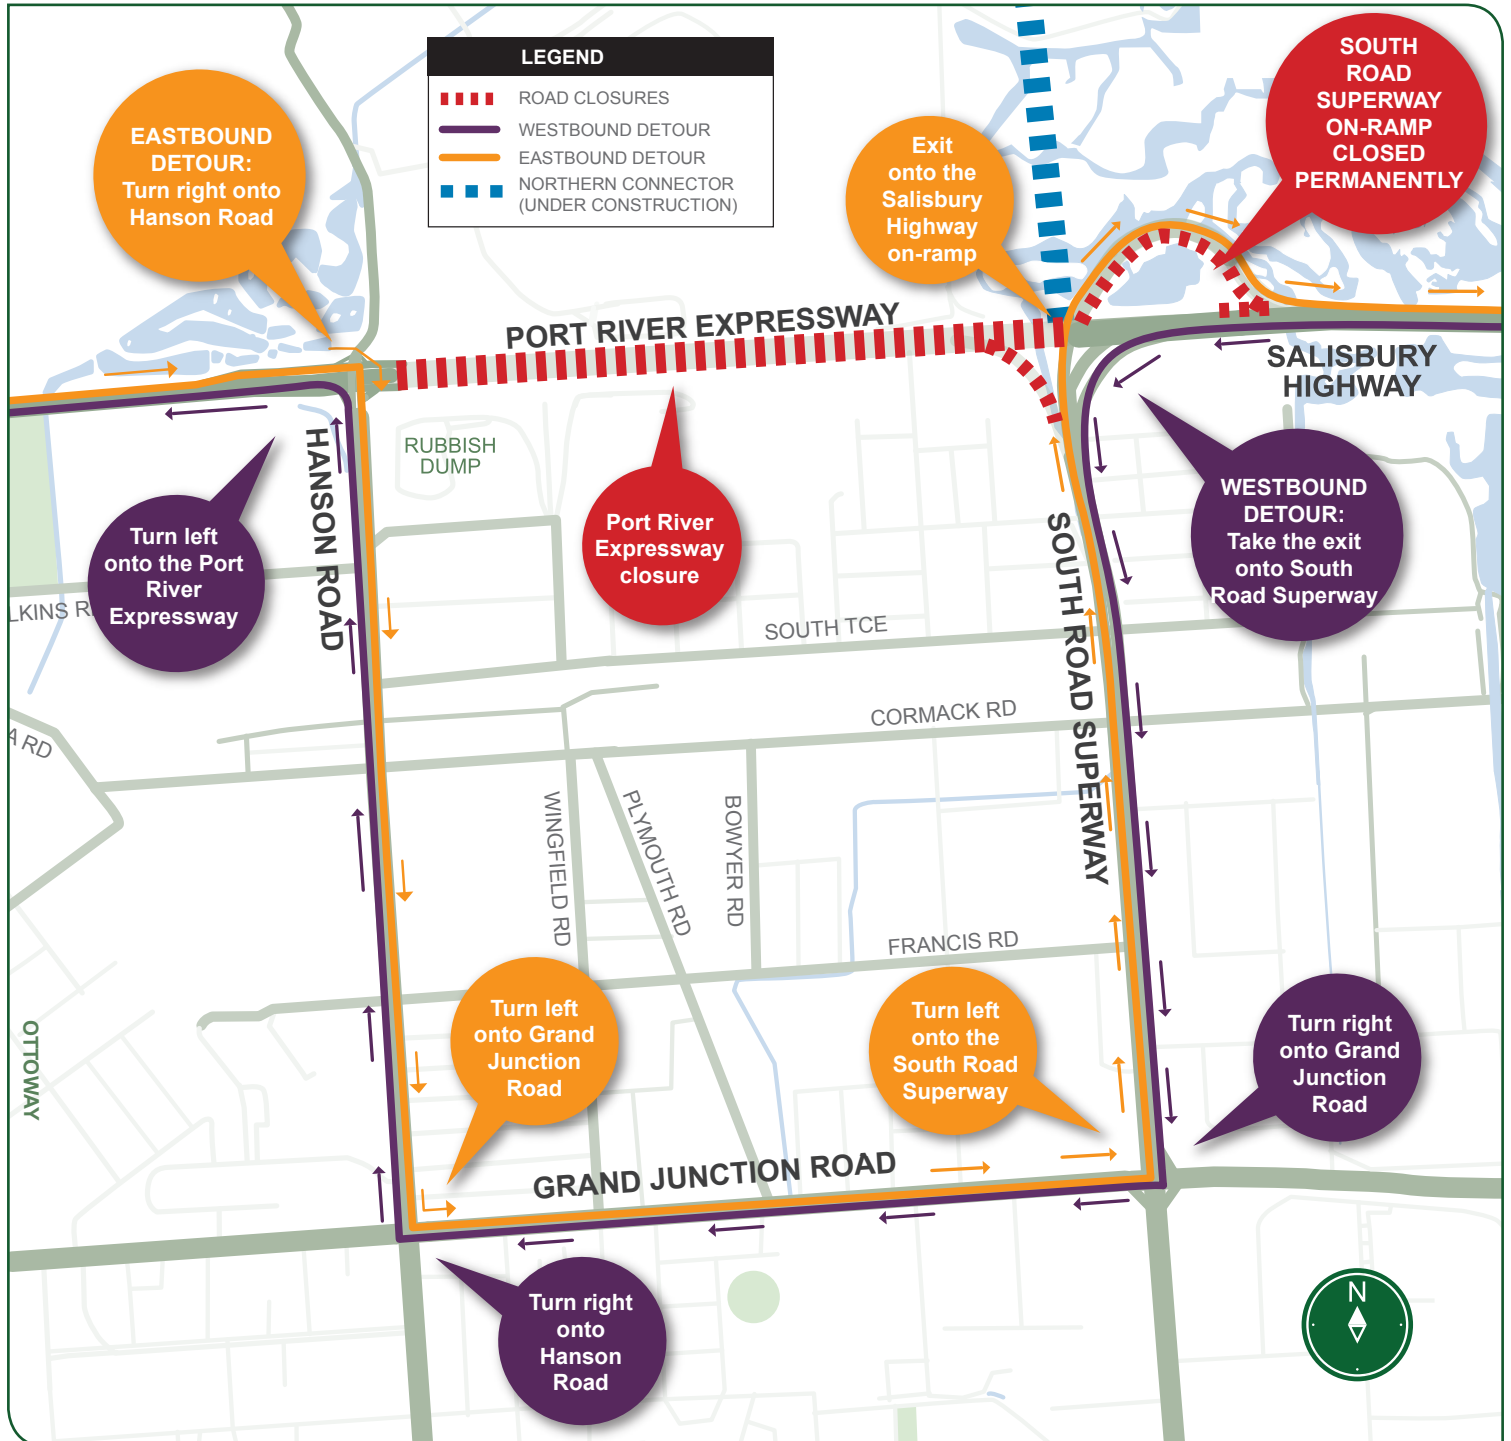 LEGEND
ROAD CLOSURES
WESTBOUND DETOUR
EASTBOUND DETOUR
NORTHERN CONNECTOR
(UNDER CONSTRUCTION)
EASTBOUND
DETOUR:
Turn right onto
Hanson Road
Exit
onto the
Salisbury
Highway
on-ramp
SOUTH
ROAD
SUPERWAY
ON-RAMP
CLOSED
PERMANENTLY
PORT RIVER EXPRESSWAY
SALISBURY
HIGHWAY
HANSON ROAD
RUBBISH
DUMP
Turn left
onto the Port
River
Expressway
Port River
Expressway
closure
WESTBOUND
DETOUR:
Take the exit
onto South
Road Superway
SOUTH ROAD SUPERWAY
LKINS R
SOUTH TCE
CORMACK RD
A RD
WINGFIELD RD
PLYMOUTH RD
BOWYER RD
FRANCIS RD
OTTOWAY
Turn left
onto Grand
Junction
Road
Turn left
onto the
South Road
Superway
Turn right
onto Grand
Junction
Road
GRAND JUNCTION ROAD
Turn right
onto
Hanson
Road
N